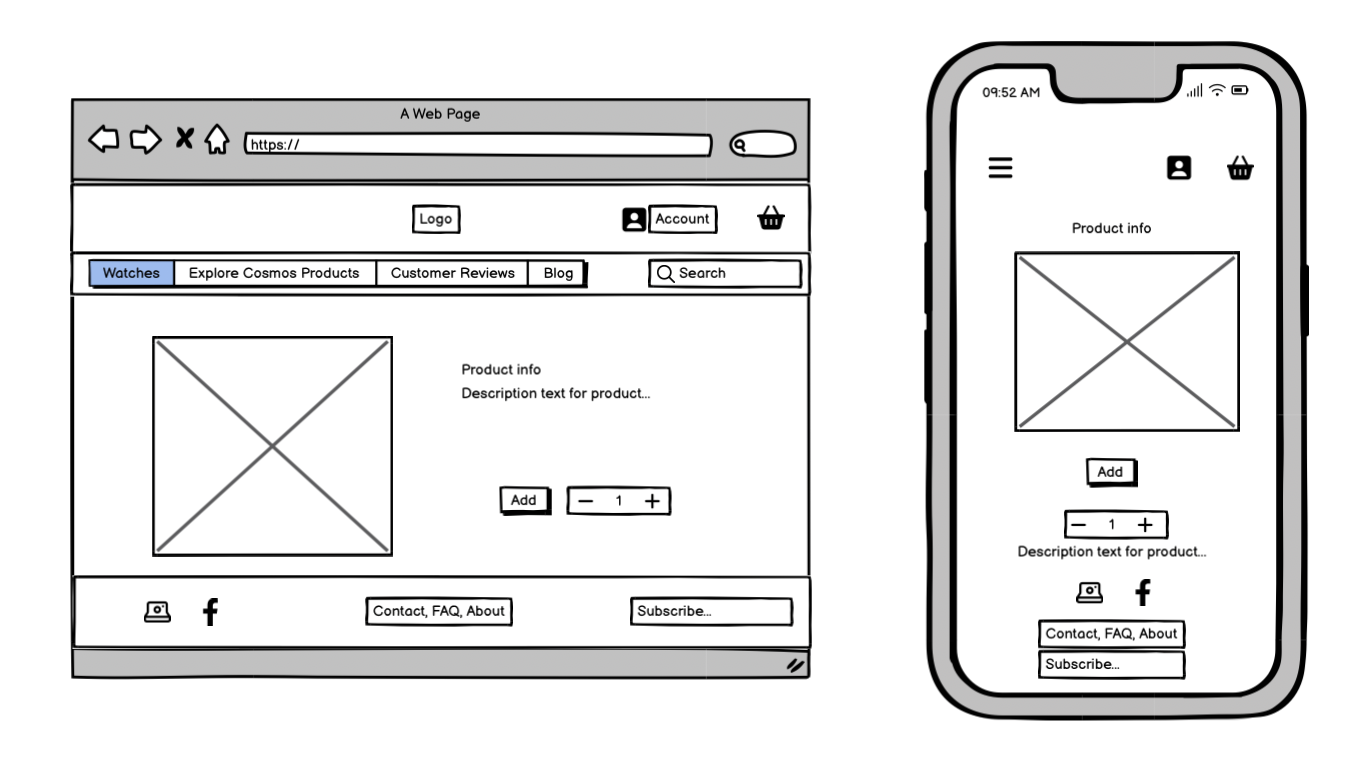 A Web Page
https://
Logo
Account
Watches
Explore Cosmos Products
Customer Reviews
Blog
Search
Product info
Description text for product...
Add
1
Contact, FAQ, About
Subscribe...
09:52 AM
Product info
Add
1
Description text for product...
Contact, FAQ, About
Subscribe...